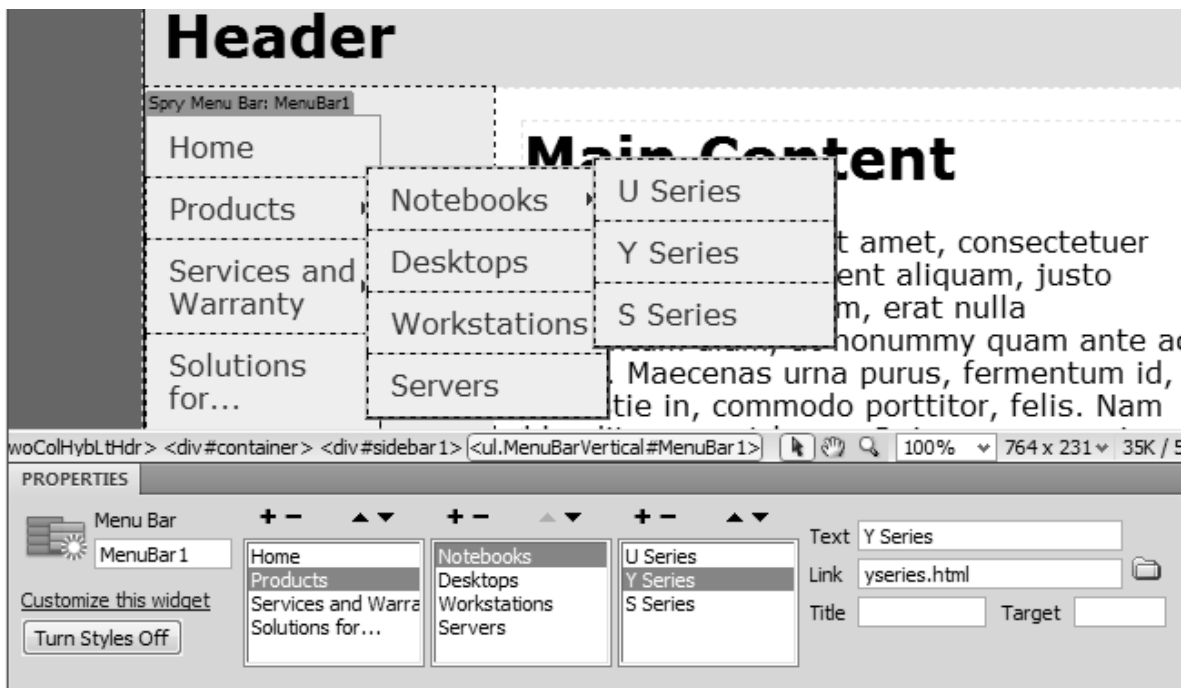 Header
Spry Menu Bar: MenuBar1
Home
Products
Services and
Warranty
Solutions
for...
Notebooks
Desktops
Workstations
Servers
U Series
Y Series
S Series
Main Content
t amet, consectetuer
ent aliquam, justo
m, erat nulla
nonummy quam ante ac
. Maecenas urna purus, fermentum id,
tie in, commodo porttitor, felis. Nam
woColHybLtHdr> <div#container> <div#sidebar1> <ul.MenuBarVertical#MenuBar1> 100% 764 x 231 35K / 5
PROPERTIES
Menu Bar
MenuBar1
Customize this widget
Turn Styles Off
Home
Products
Services and Warra
Solutions for...
Notebooks
Desktops
Workstations
Servers
U Series
Y Series
S Series
Text Y Series
Link yseries.html
Title Target